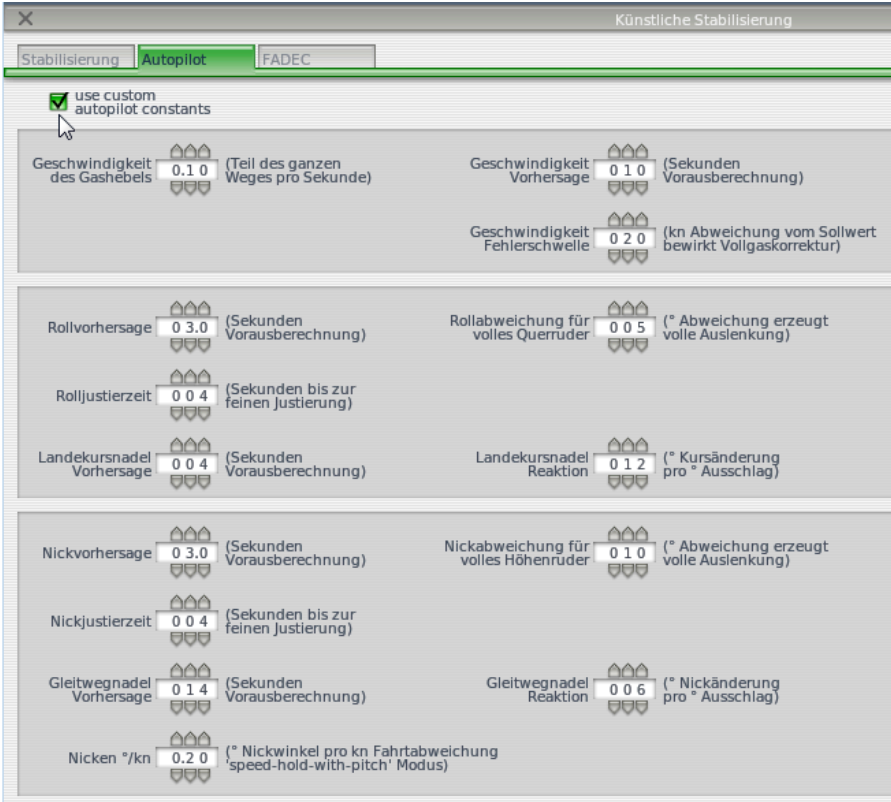 Künstliche Stabilisierung
Stabilisierung Autopilot FADEC
use custom
autopilot constants
Geschwindigkeit
des Gashebels
0.1 0
(Teil des ganzen
Weges pro Sekunde)
Geschwindigkeit
Vorhersage
0 1 0
(Sekunden
Vorausberechnung)
Geschwindigkeit
Fehlerschwelle
0 2 0
(kn Abweichung vom Sollwert
bewirkt Vollgaskorrektur)
Rollvorhersage
0 3.0
(Sekunden
Vorausberechnung)
Rollabweichung für
volles Querruder
0 0 5
(° Abweichung erzeugt
volle Auslenkung)
Rolljustierzeit
0 0 4
(Sekunden bis zur
feinen Justierung)
Landekursnadel
Vorhersage
0 0 4
(Sekunden
Vorausberechnung)
Landekursnadel
Reaktion
0 1 2
(° Kursänderung
pro ° Ausschlag)
Nickvorhersage
0 3.0
(Sekunden
Vorausberechnung)
Nickabweichung für
volles Höhenruder
0 1 0
(° Abweichung erzeugt
volle Auslenkung)
Nickjustierzeit
0 0 4
(Sekunden bis zur
feinen Justierung)
Gleitwegnadel
Vorhersage
0 1 4
(Sekunden
Vorausberechnung)
Gleitwegnadel
Reaktion
0 0 6
(° Nickänderung
pro ° Ausschlag)
Nicken °/kn
0.2 0
(° Nickwinkel pro kn Fahrtabweichung
'speed-hold-with-pitch' Modus)